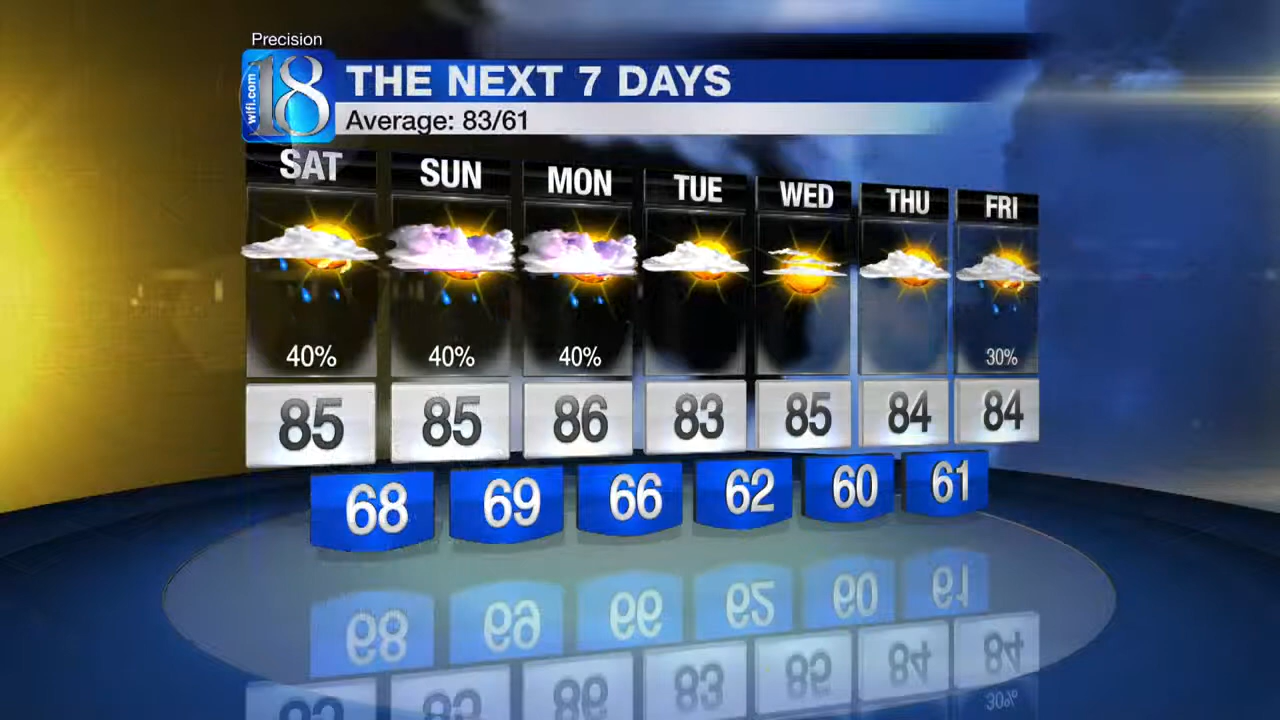 Precision
wlfi.com
18
THE NEXT 7 DAYS
Average: 83/61
SAT SUN MON TUE WED THU FRI
40% 40% 40% 30%
85 85 86 83 85 84 84
68 69 66 62 60 61